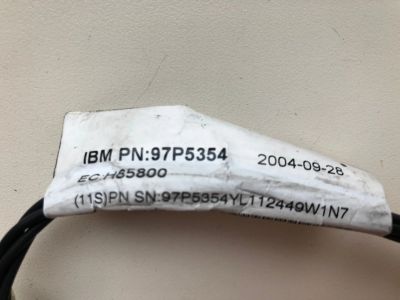 IBM PN:97P5354 2004-09-28
EC:H85800
(11S)PN SN:97P5354YL112449W1N7